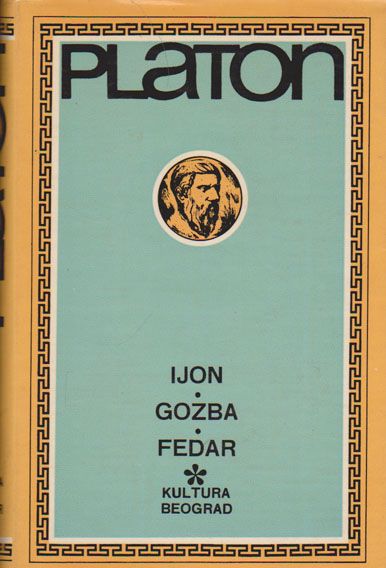 PLATON
IJON
GOZBA
FEDAR
KULTURA
BEOGRAD